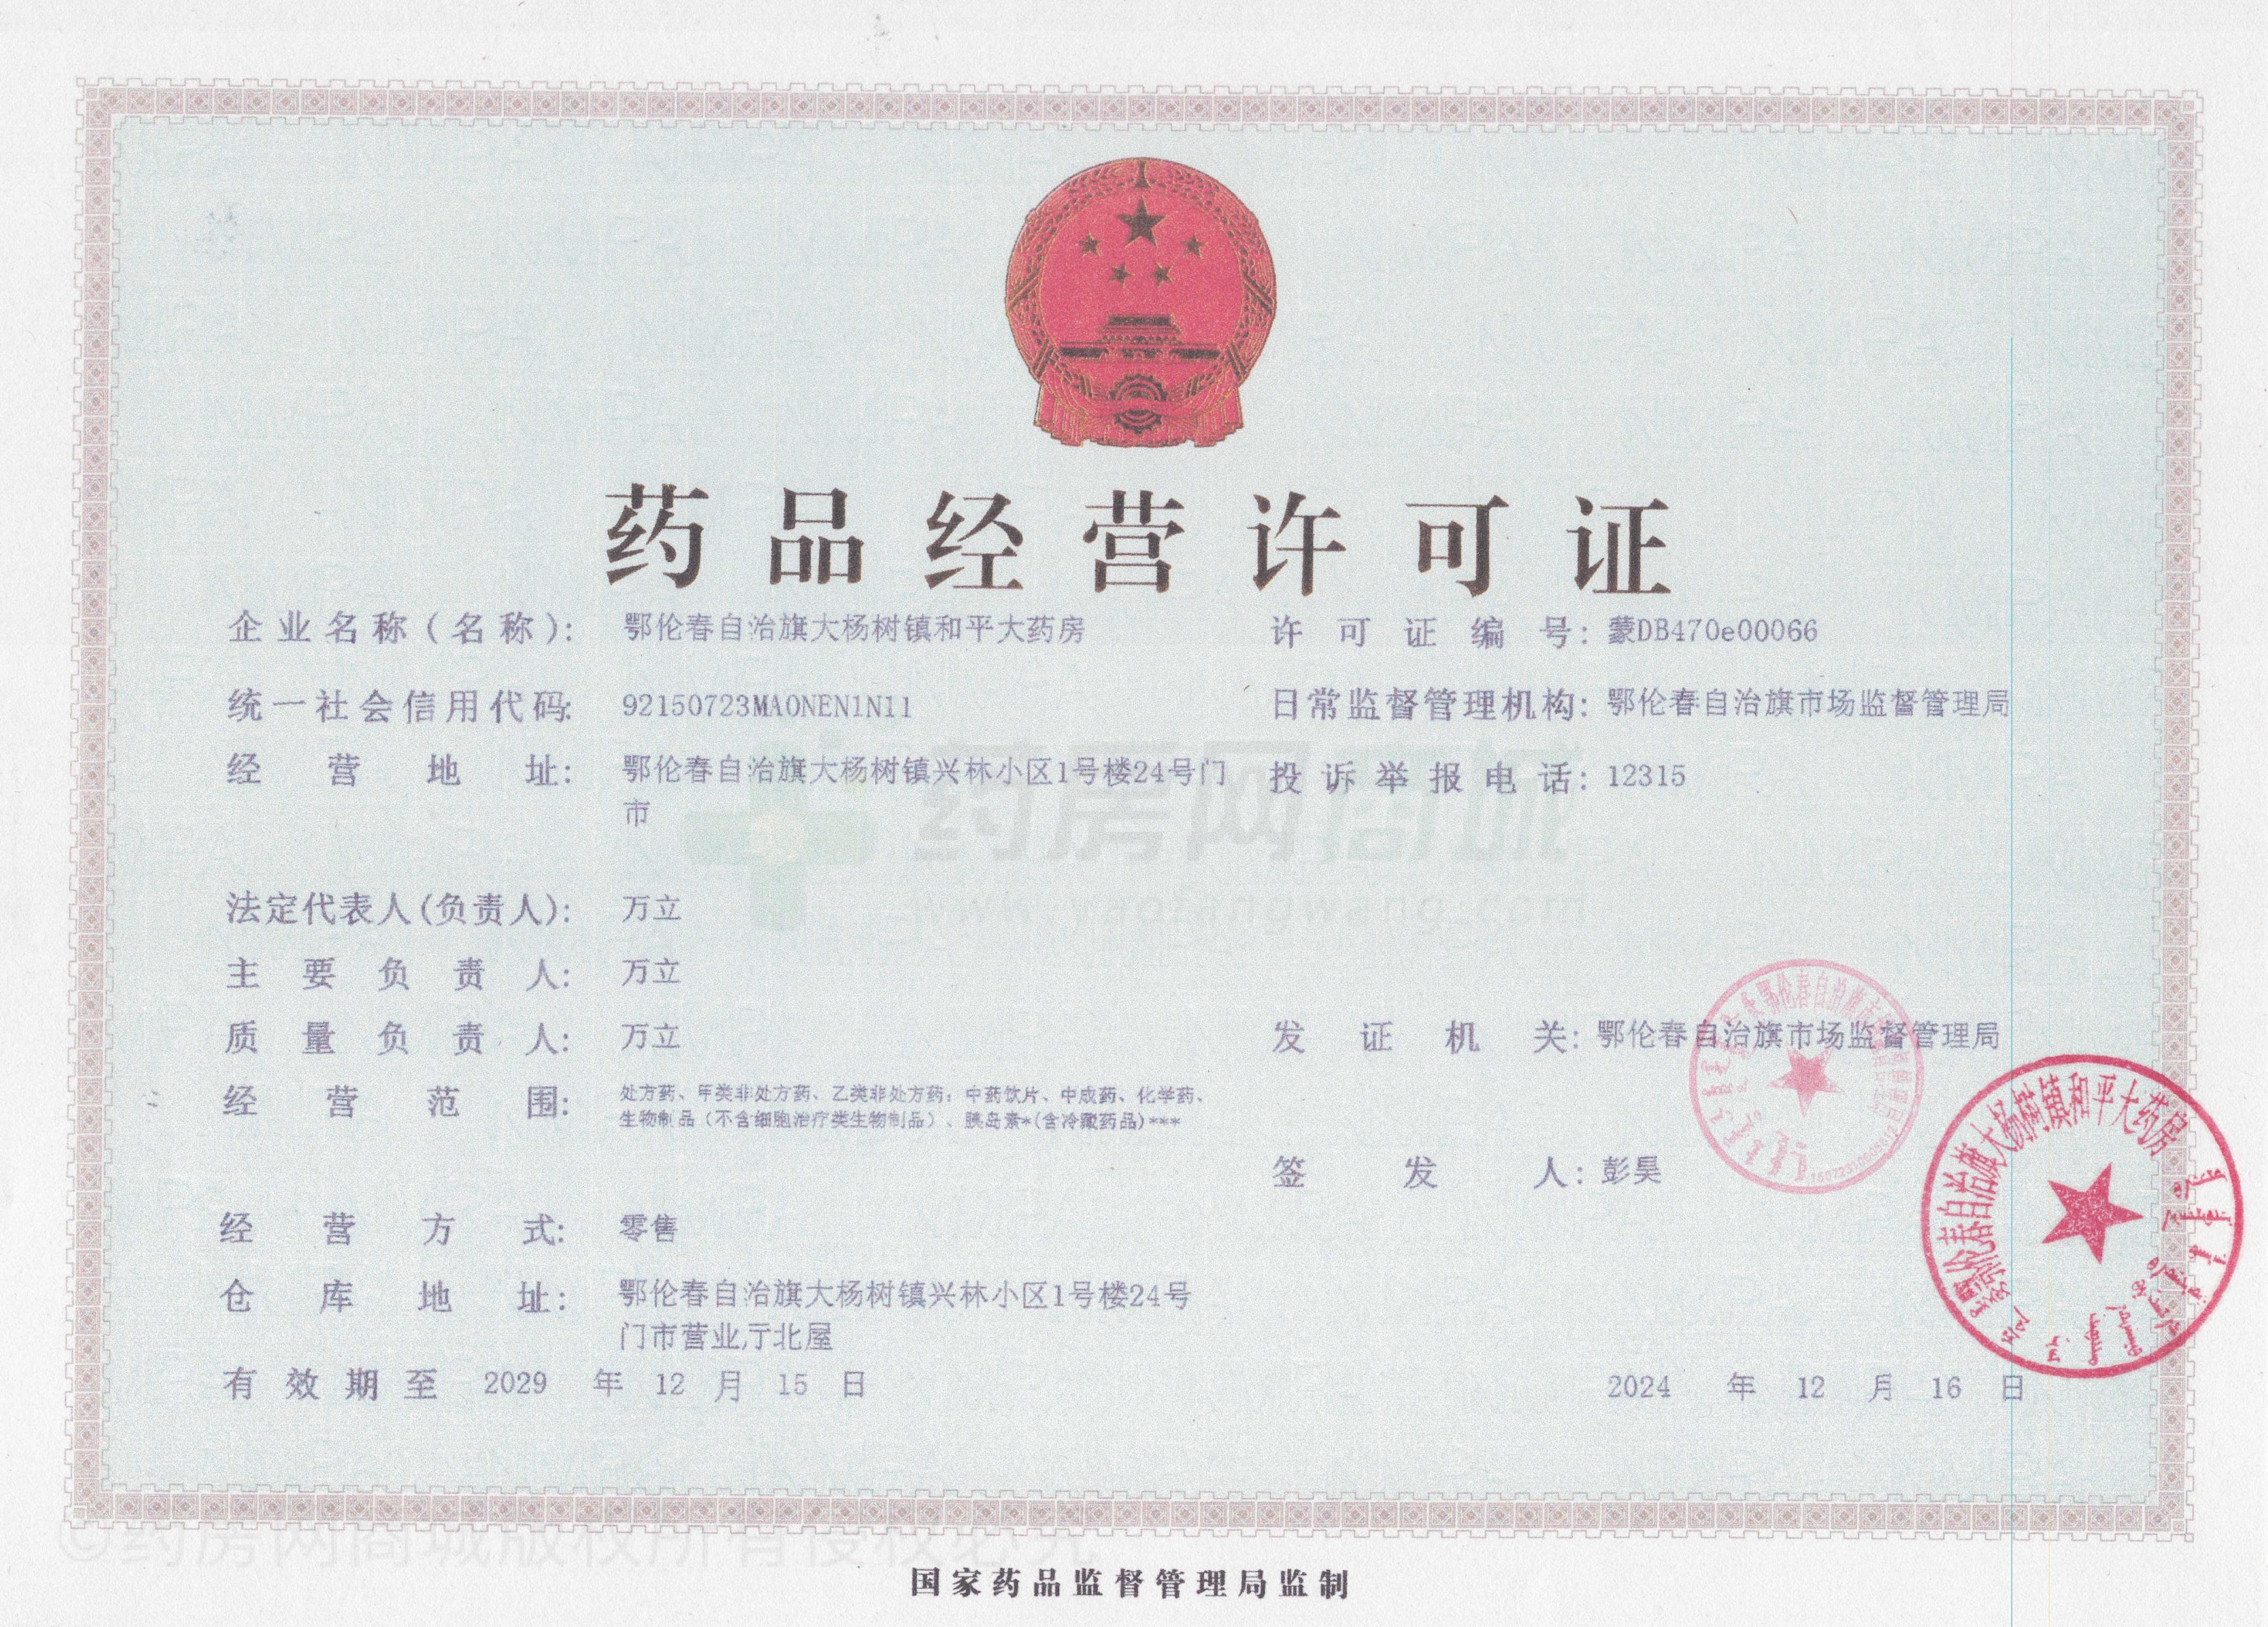 药品经营许可证
企业名称(名称): 鄂伦春自治旗大杨树镇和平大药房
许可证编号: 蒙DB470e00066
统一社会信用代码: 92150723MA0NEN1N11
日常监督管理机构: 鄂伦春自治旗市场监督管理局
经营地址: 鄂伦春自治旗大杨树镇兴林小区1号楼24号门
市
投诉举报电话: 12315
药房网商城
法定代表人(负责人): 万立
主要负责人: 万立
质量负责人: 万立
发证机关: 鄂伦春自治旗市场监督管理局
经营范围: 处方药、甲类非处方药、乙类非处方药；中药饮片、中成药、化学药、
生物制品（不含细胞治疗类生物制品）、胰岛素*(含冷藏药品)***
签发人: 彭昊
经营方式: 零售
仓库地址: 鄂伦春自治旗大杨树镇兴林小区1号楼24号
门市营业厅北屋
有效期至 2029 年 12 月 15 日
2024 年 12 月 16 日
鄂伦春自治旗大杨树镇和平大药房
©药房网商城版权所有侵权必究
国家药品监督管理局监制